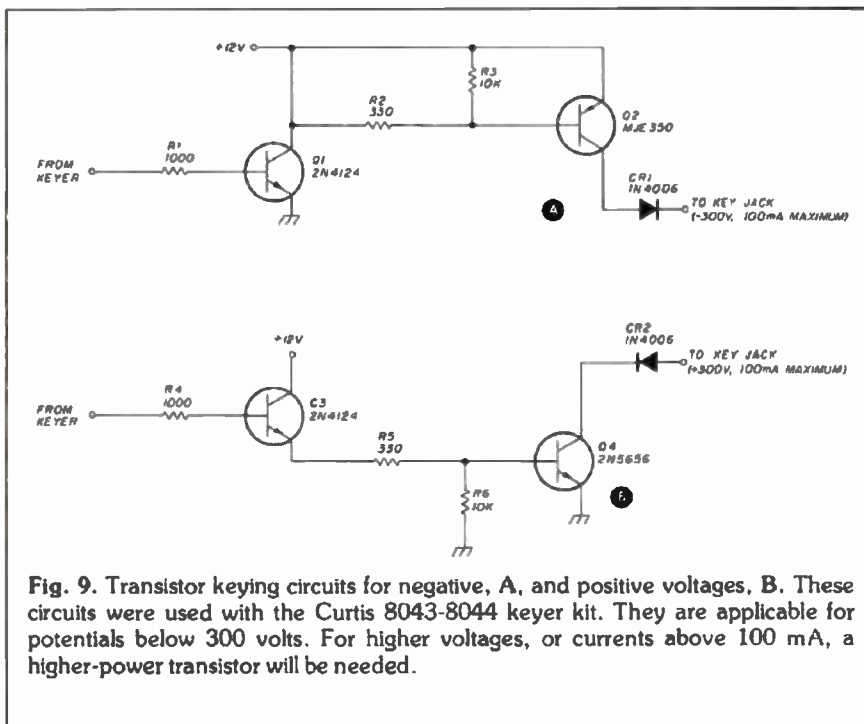 +12V
R3
10K
R2
330
Q2
MJE350
R1
1000
FROM
KEYER
Q1
2N4124
CR1
1N4006
A
TO KEY JACK
(-300V, 100mA MAXIMUM)
+12V
CR2
1N4006
TO KEY JACK
(+300V, 100mA MAXIMUM)
R4
1000
FROM
KEYER
2N4124
R5
330
Q4
2N5656
R6
10K
B
Fig. 9. Transistor keying circuits for negative, A, and positive voltages, B. These
circuits were used with the Curtis 8043-8044 keyer kit. They are applicable for
potentials below 300 volts. For higher voltages, or currents above 100 mA, a
higher-power transistor will be needed.